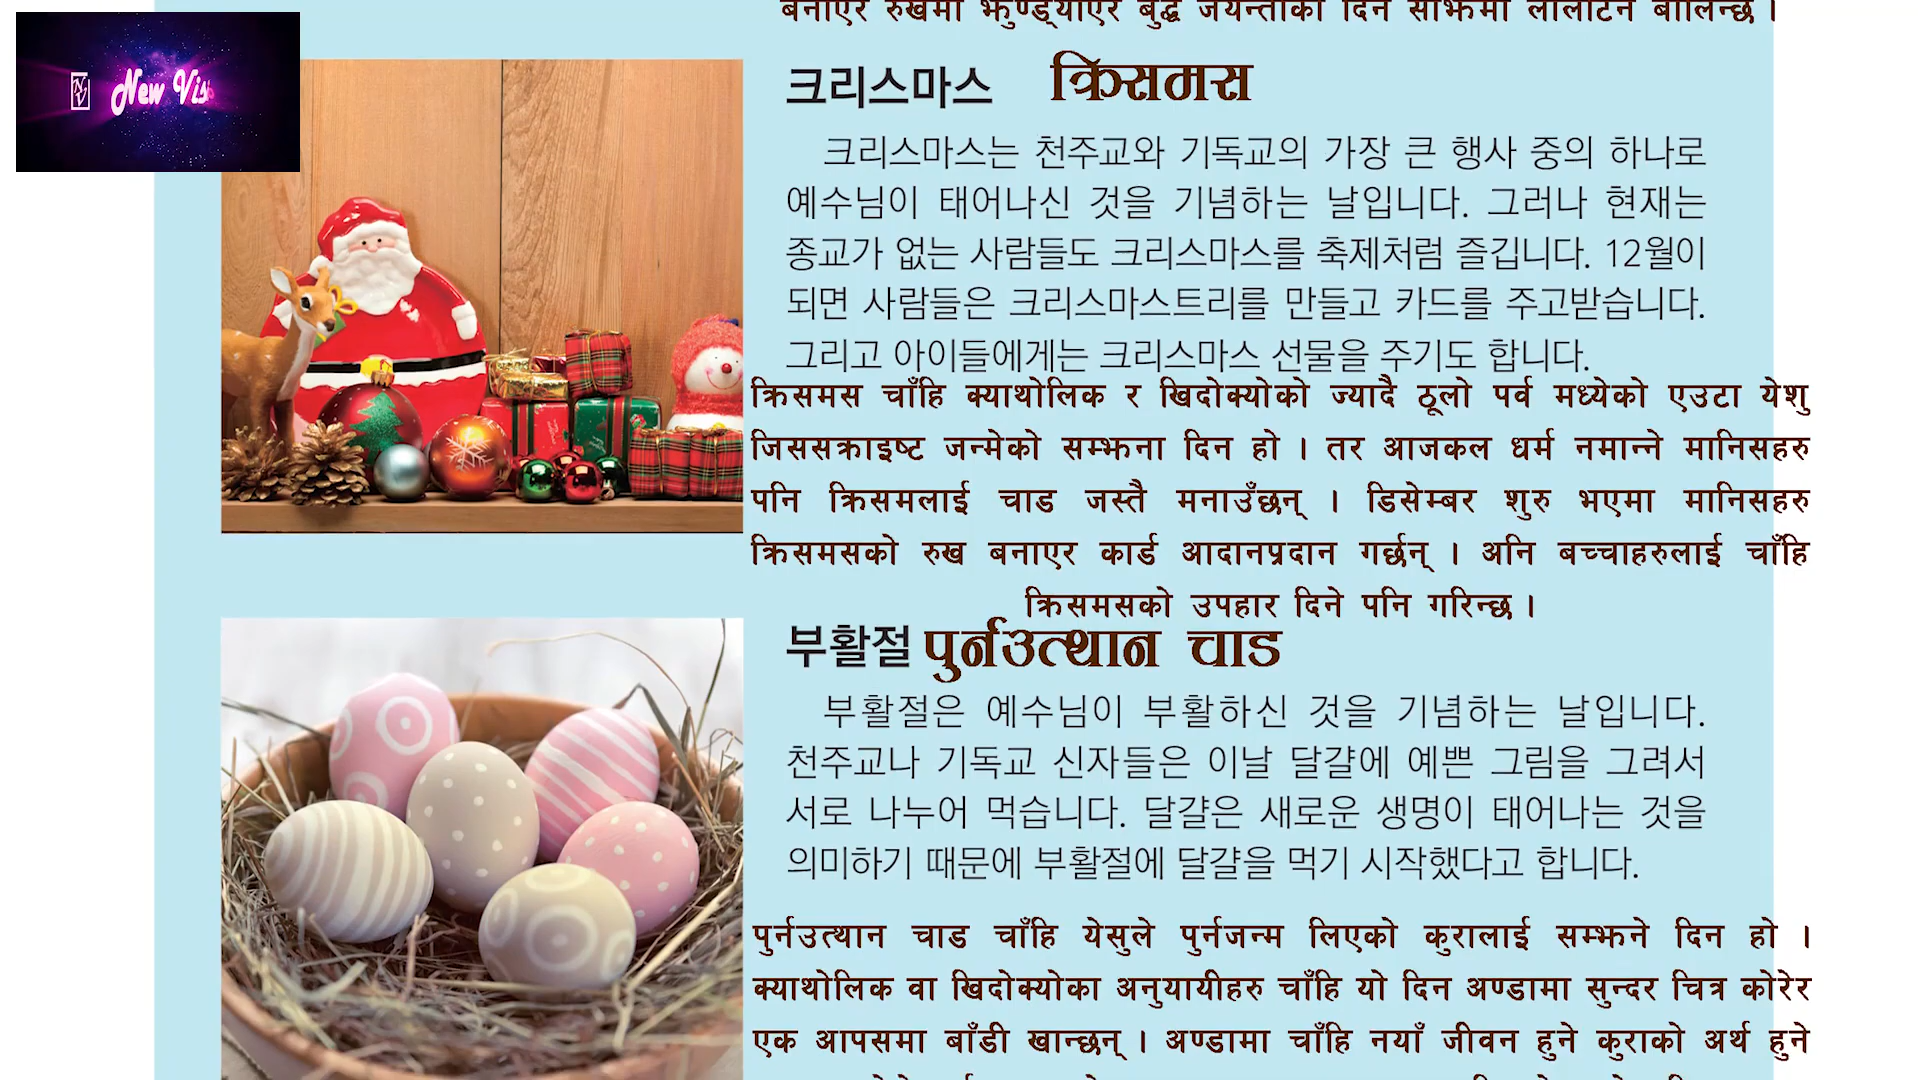 बनाएर रुखमा झुण्ड्याएर बुद्ध जयन्तीको दिन साँझमा लालटिन बालिन्छ ।
New Vis
크리스마스 क्रिसमस
크리스마스는 천주교와 기독교의 가장 큰 행사 중의 하나로
예수님이 태어나신 것을 기념하는 날입니다. 그러나 현재는
종교가 없는 사람들도 크리스마스를 축제처럼 즐깁니다. 12월이
되면 사람들은 크리스마스트리를 만들고 카드를 주고받습니다.
그리고 아이들에게는 크리스마스 선물을 주기도 합니다.
क्रिसमस चाँहि क्याथोलिक र खिदोक्योको ज्यादै ठूलो पर्व मध्येको एउटा येशु
जिससक्राइष्ट जन्मेको सम्झना दिन हो । तर आजकल धर्म नमान्ने मानिसहरु
पनि क्रिसमलाई चाड जस्तै मनाउँछन् । डिसेम्बर शुरु भएमा मानिसहरु
क्रिसमसको रुख बनाएर कार्ड आदानप्रदान गर्छन् । अनि बच्चाहरुलाई चाँहि
क्रिसमसको उपहार दिने पनि गरिन्छ ।
부활절 पुर्नउत्थान चाड
부활절은 예수님이 부활하신 것을 기념하는 날입니다.
천주교나 기독교 신자들은 이날 달걀에 예쁜 그림을 그려서
서로 나누어 먹습니다. 달걀은 새로운 생명이 태어나는 것을
의미하기 때문에 부활절에 달걀을 먹기 시작했다고 합니다.
पुर्नउत्थान चाड चाँहि येसुले पुर्नजन्म लिएको कुरालाई सम्झने दिन हो ।
क्याथोलिक वा खिदोक्योका अनुयायीहरु चाँहि यो दिन अण्डामा सुन्दर चित्र कोरेर
एक आपसमा बाँडी खान्छन् । अण्डामा चाँहि नयाँ जीवन हुने कुराको अर्थ हुने